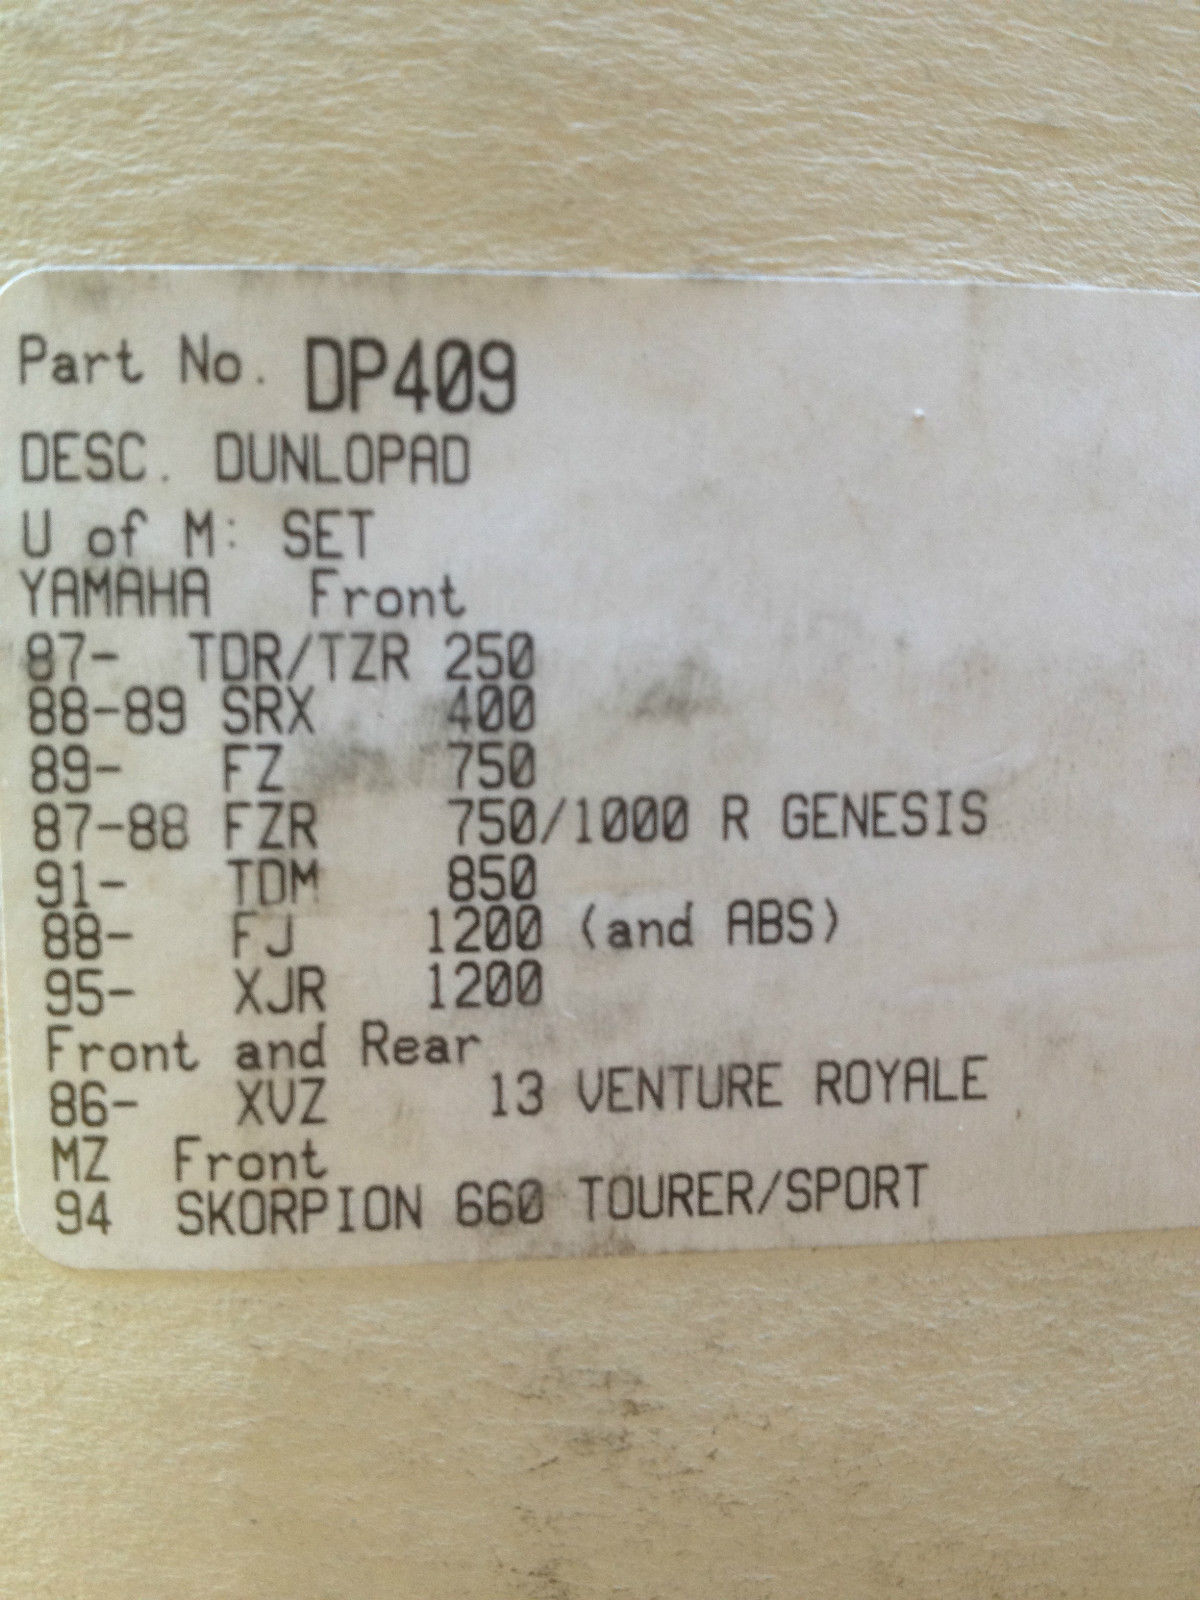 Part No. DP409
DESC. DUNLOPAD
U of M: SET
YAMAHA Front
87- TDR/TZR 250
88-89 SRX 400
89- FZ 750
87-88 FZR 750/1000 R GENESIS
91- TDM 850
88- FJ 1200 (and ABS)
95- XJR 1200
Front and Rear
86- XVZ 13 VENTURE ROYALE
MZ Front
94 SKORPION 660 TOURER/SPORT